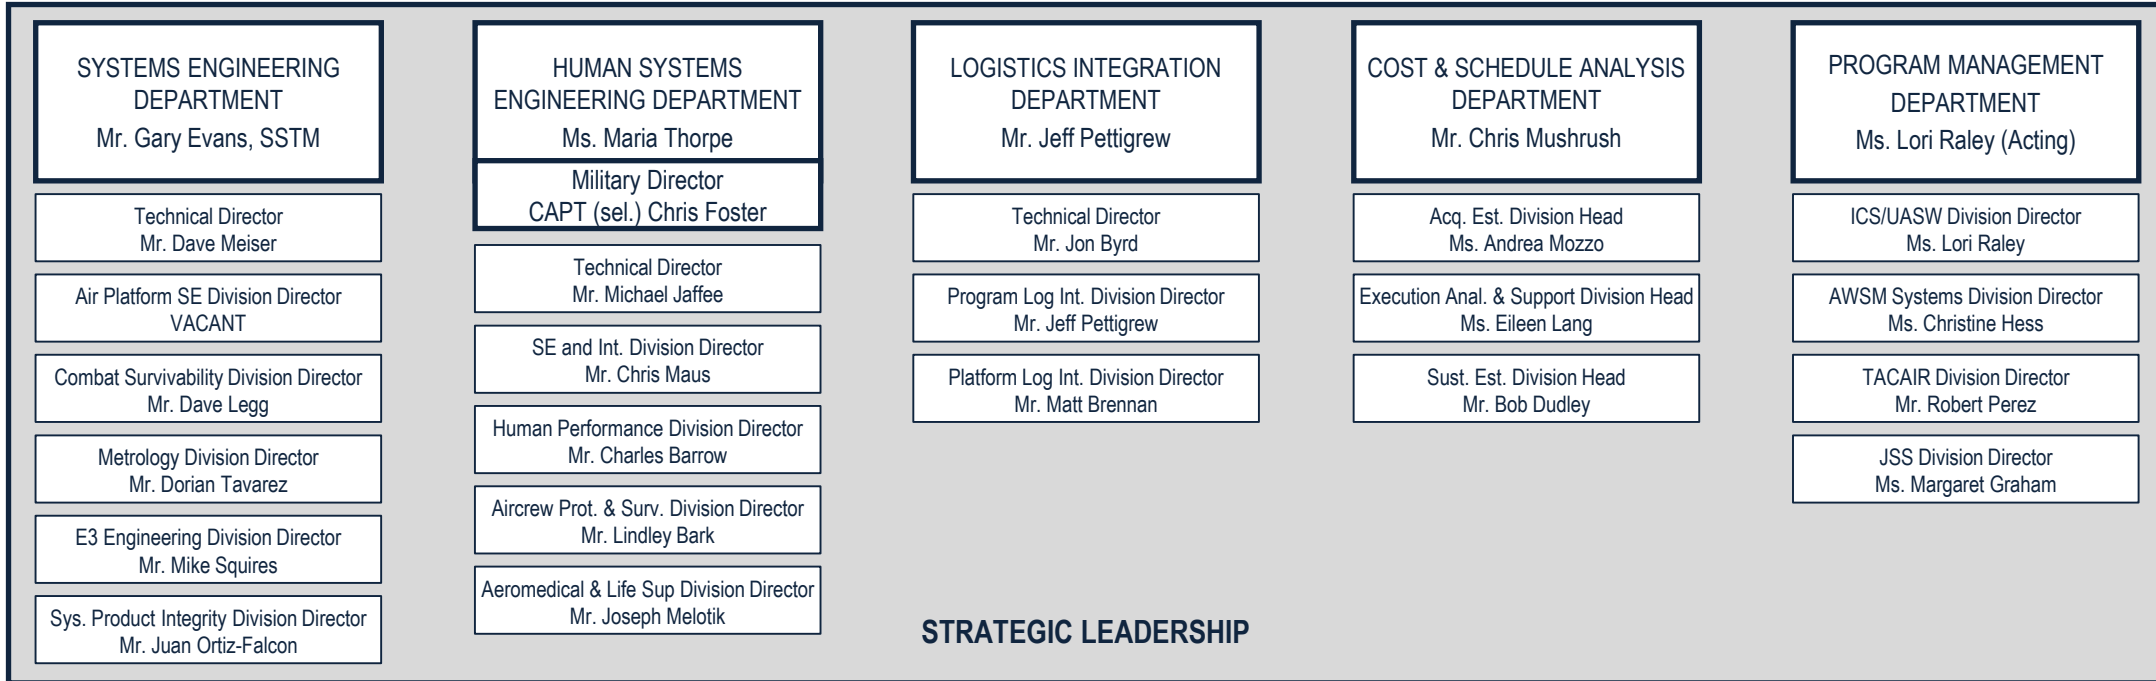 SYSTEMS ENGINEERING
DEPARTMENT
Mr. Gary Evans, SSTM
Technical Director
Mr. Dave Meiser
Air Platform SE Division Director
VACANT
Combat Survivability Division Director
Mr. Dave Legg
Metrology Division Director
Mr. Dorian Tavarez
E3 Engineering Division Director
Mr. Mike Squires
Sys. Product Integrity Division Director
Mr. Juan Ortiz-Falcon
HUMAN SYSTEMS
ENGINEERING DEPARTMENT
Ms. Maria Thorpe
Military Director
CAPT (sel.) Chris Foster
Technical Director
Mr. Michael Jaffee
SE and Int. Division Director
Mr. Chris Maus
Human Performance Division Director
Mr. Charles Barrow
Aircrew Prot. & Surv. Division Director
Mr. Lindley Bark
Aeromedical & Life Sup Division Director
Mr. Joseph Melotik
LOGISTICS INTEGRATION
DEPARTMENT
Mr. Jeff Pettigrew
Technical Director
Mr. Jon Byrd
Program Log Int. Division Director
Mr. Jeff Pettigrew
Platform Log Int. Division Director
Mr. Matt Brennan
COST & SCHEDULE ANALYSIS
DEPARTMENT
Mr. Chris Mushrush
Acq. Est. Division Head
Ms. Andrea Mozzo
Execution Anal. & Support Division Head
Ms. Eileen Lang
Sust. Est. Division Head
Mr. Bob Dudley
PROGRAM MANAGEMENT
DEPARTMENT
Ms. Lori Raley (Acting)
ICS/UASW Division Director
Ms. Lori Raley
AWSM Systems Division Director
Ms. Christine Hess
TACAIR Division Director
Mr. Robert Perez
JSS Division Director
Ms. Margaret Graham
STRATEGIC LEADERSHIP